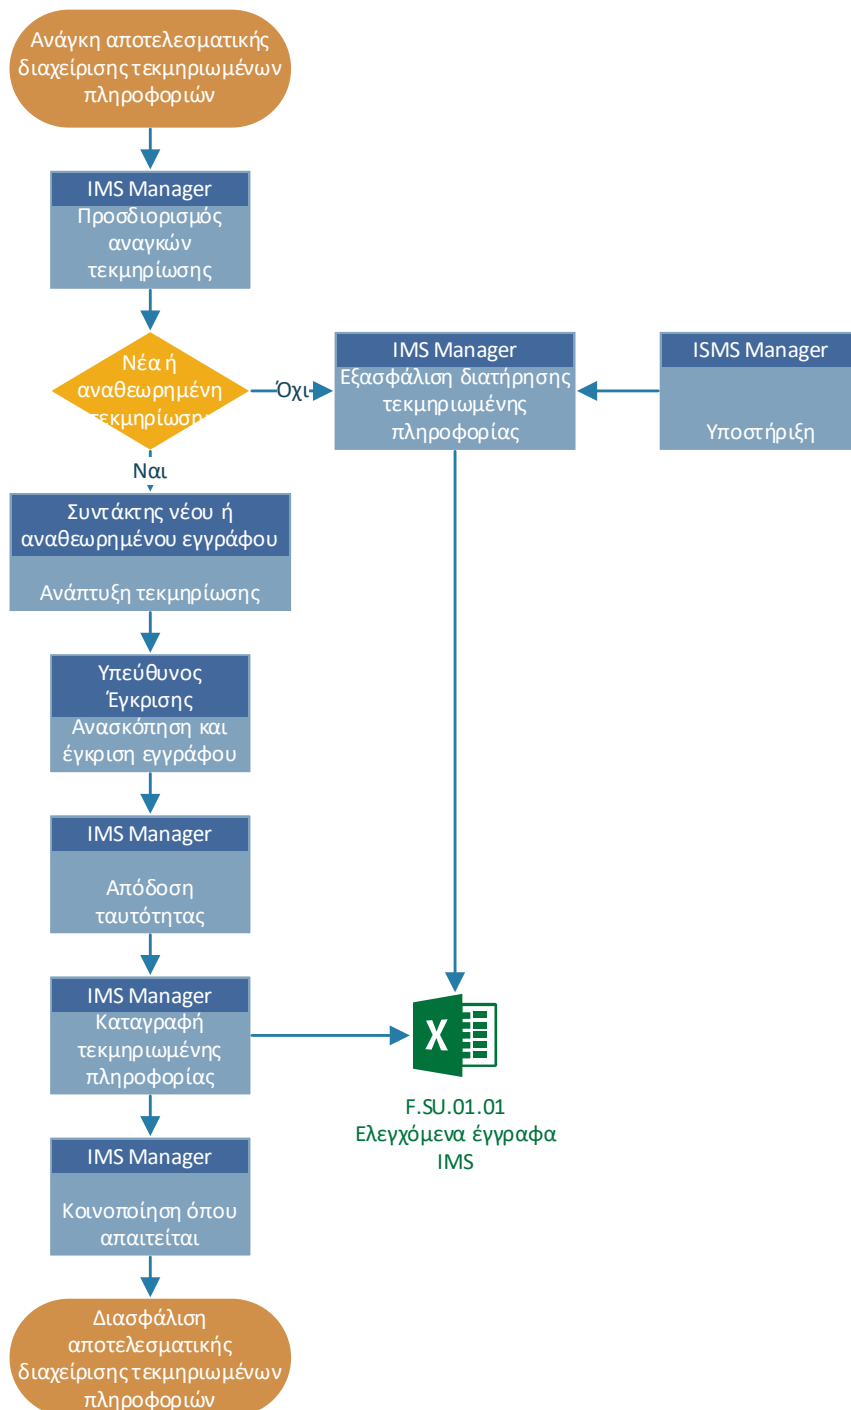 Ανάγκη αποτελεσματικής
διαχείρισης τεκμηριωμένων
πληροφοριών
IMS Manager
Προσδιορισμός
αναγκών
τεκμηρίωσης
Νέα ή
αναθεωρημένη
τεκμηρίωση;
Όχι
Ναι
IMS Manager
Εξασφάλιση διατήρησης
τεκμηριωμένης
πληροφορίας
ISMS Manager
Υποστήριξη
Συντάκτης νέου ή
αναθεωρημένου εγγράφου
Ανάπτυξη τεκμηρίωσης
Υπεύθυνος
Έγκρισης
Ανασκόπηση και
έγκριση εγγράφου
IMS Manager
Απόδοση
ταυτότητας
IMS Manager
Καταγραφή
τεκμηριωμένης
πληροφορίας
X
F.SU.01.01
Ελεγχόμενα έγγραφα
IMS
IMS Manager
Κοινοποίηση όπου
απαιτείται
Διασφάλιση
αποτελεσματικής
διαχείρισης τεκμηριωμένων
πληροφοριών